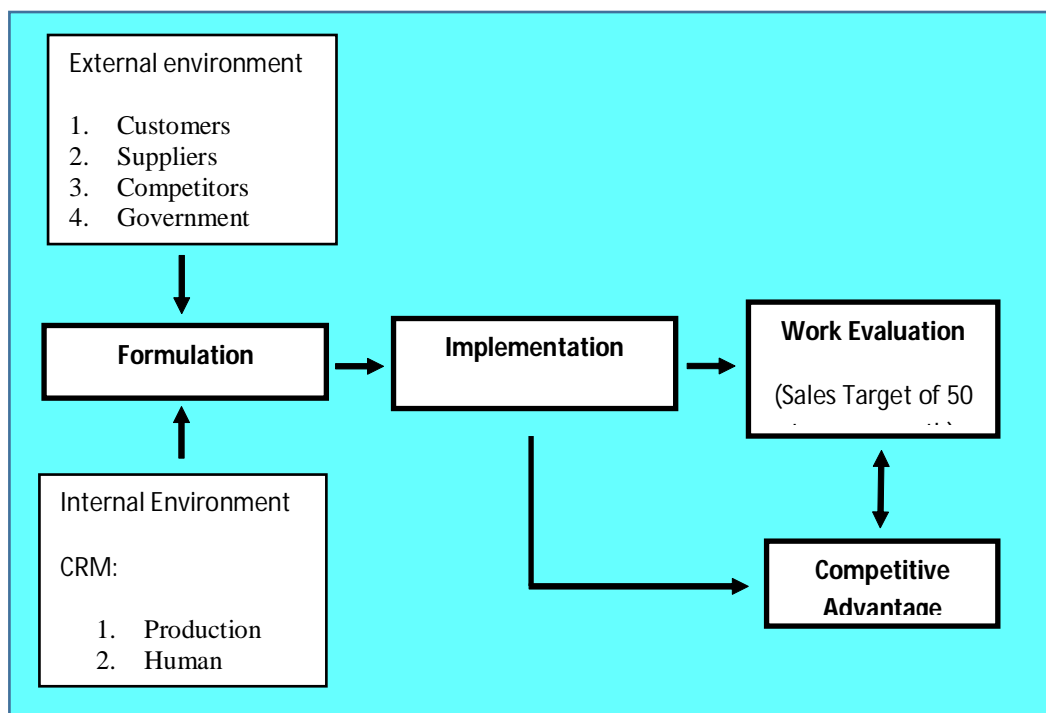 External environment
1. Customers
2. Suppliers
3. Competitors
4. Government
Formulation
Implementation
Work Evaluation
(Sales Target of 50
Internal Environment
CRM:
1. Production
2. Human
Competitive
Advantage